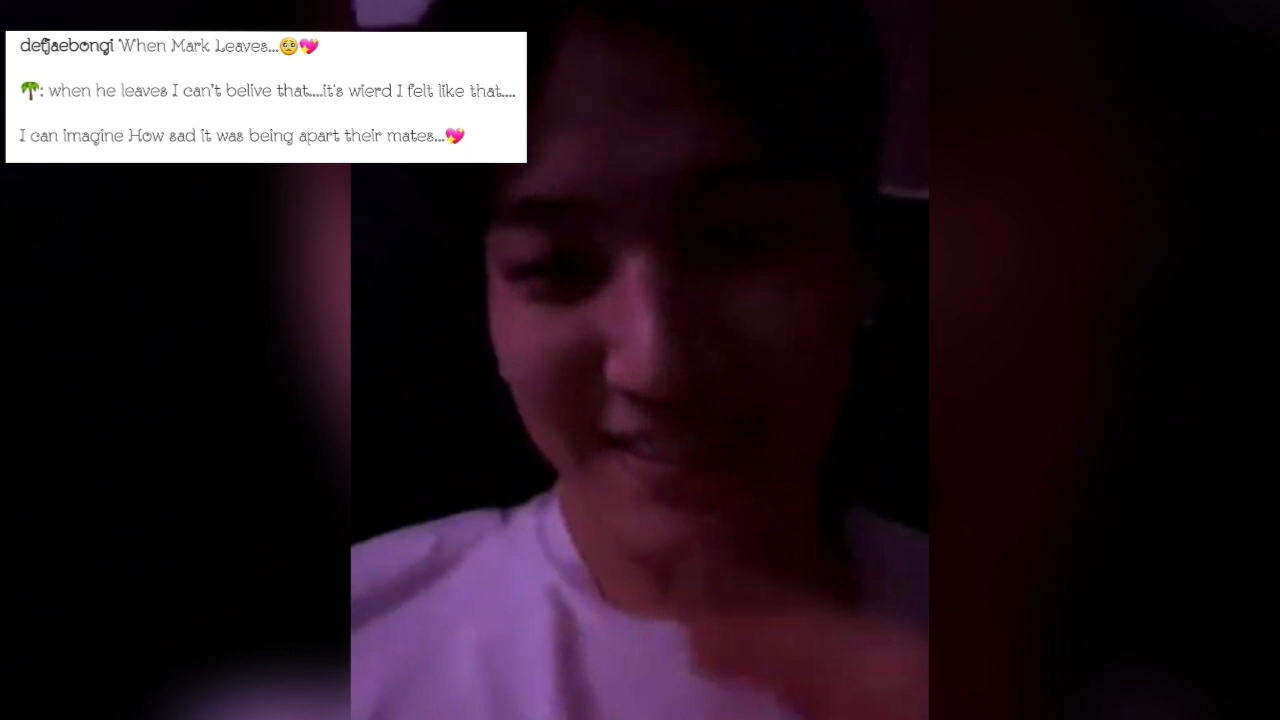 defjaebongi When Mark Leaves...🥺💖
🌴: when he leaves I can't belive that....it's wierd I felt like that....
I can imagine How sad it was being apart their mates...💖